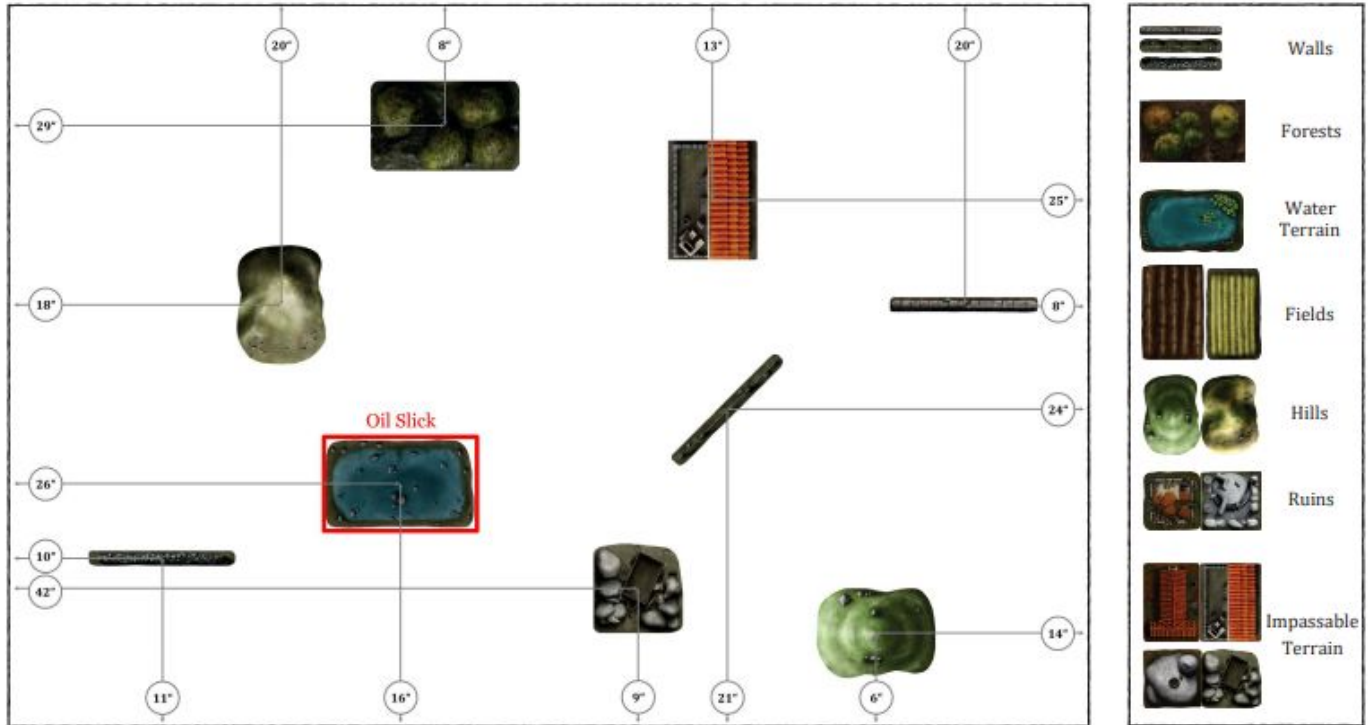 20"
8"
13"
20"
29"
25"
18"
8"
24"
Oil Slick
26"
10"
42"
14"
11"
16"
9"
21"
6"
Walls
Forests
Water
Terrain
Fields
Hills
Ruins
Impassable
Terrain